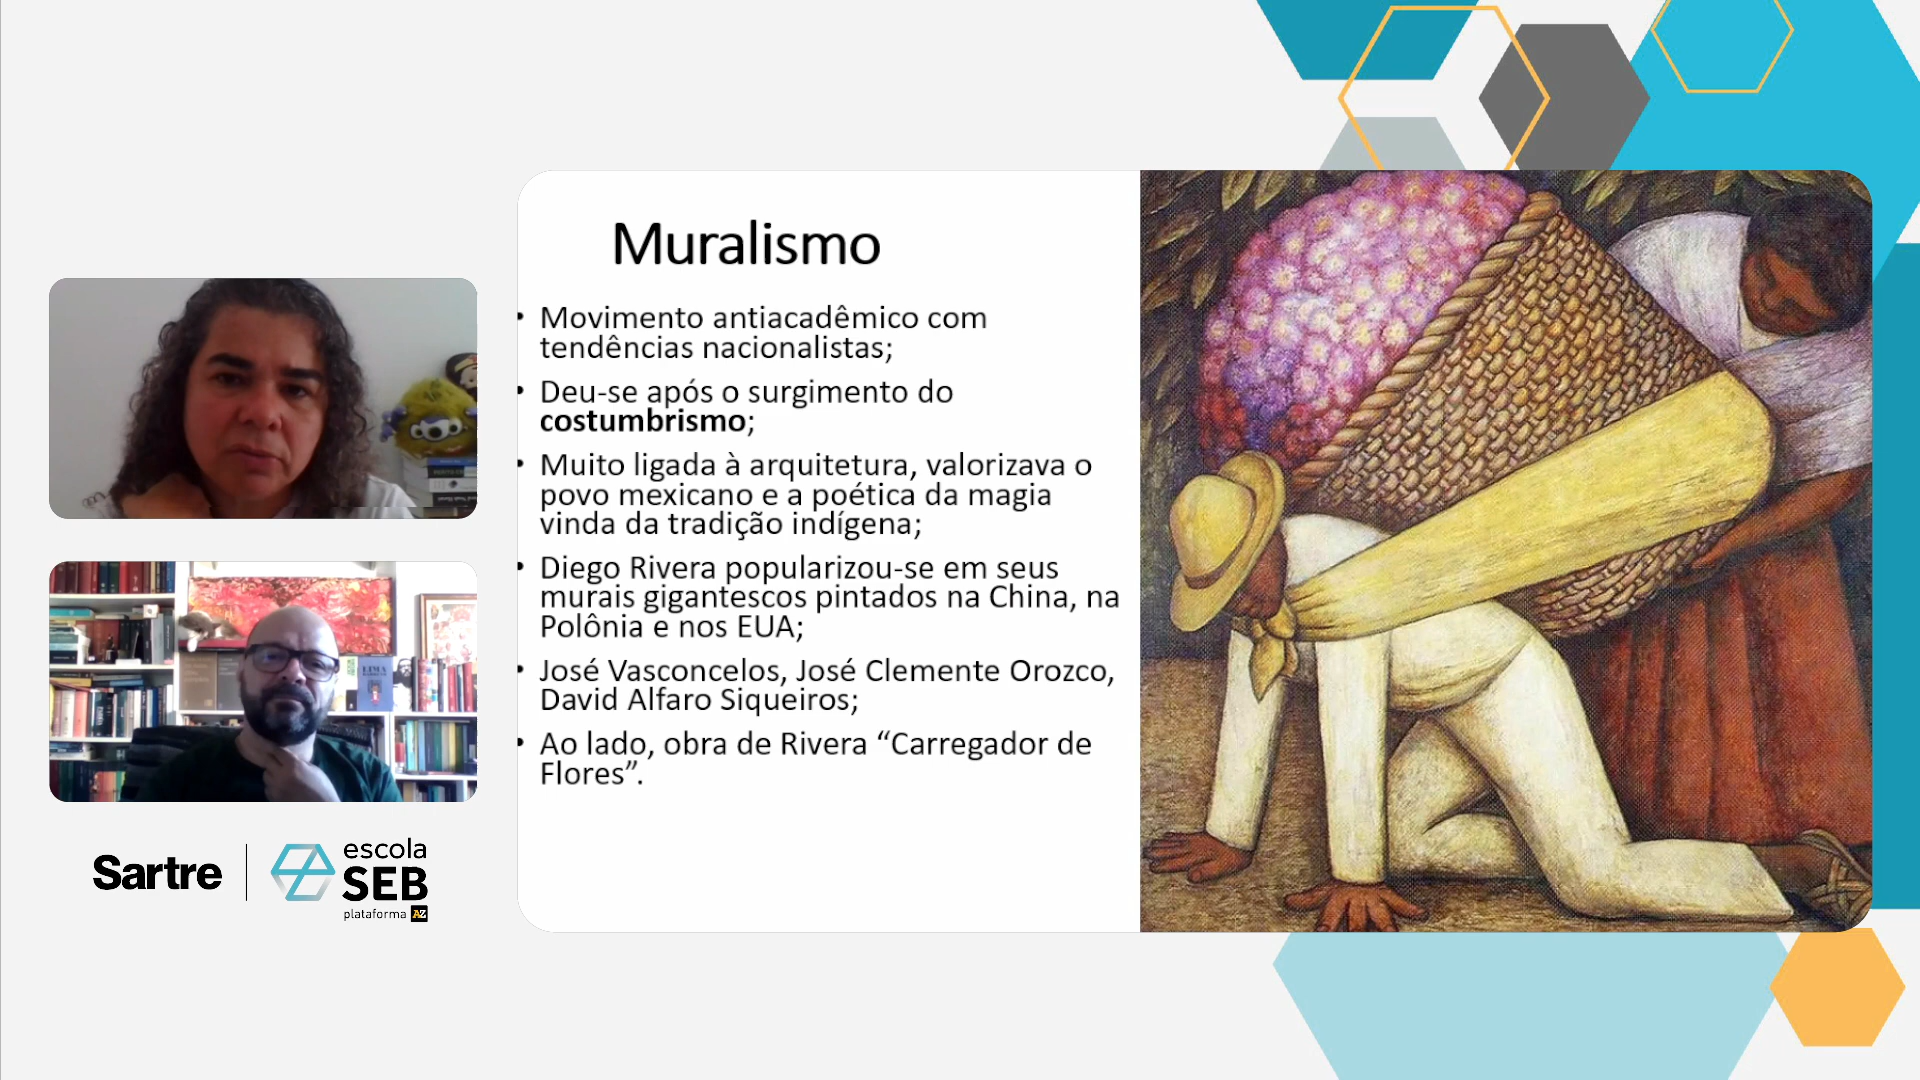 Muralismo
• Movimento antiacadêmico com
tendências nacionalistas;
• Deu-se após o surgimento do
costumbrismo;
• Muito ligada à arquitetura, valorizava o
povo mexicano e a poética da magia
vinda da tradição indígena;
• Diego Rivera popularizou-se em seus
murais gigantescos pintados na China, na
Polônia e nos EUA;
• José Vasconcelos, José Clemente Orozco,
David Alfaro Siqueiros;
• Ao lado, obra de Rivera “Carregador de
Flores”.
Sartre
escola
SEB
plataforma AZ